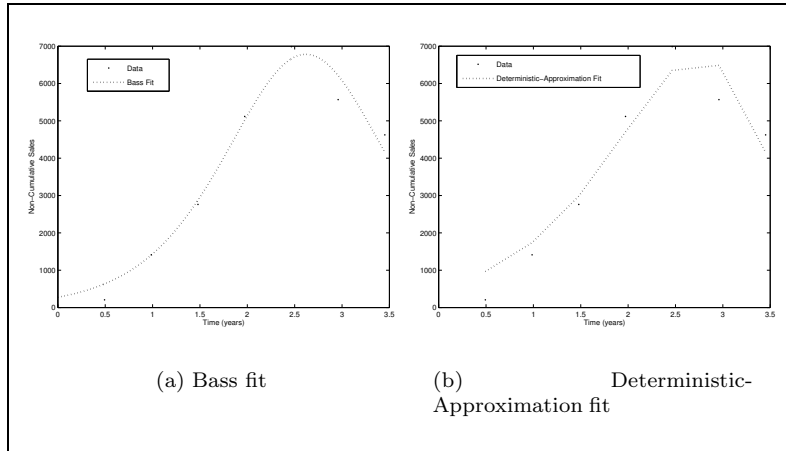 7000
6000
5000
4000
3000
2000
1000
0
Non-Cumulative Sales
Data
Bass Fit
0 0.5 1 1.5 2 2.5 3 3.5
Time (years)
(a) Bass fit
7000
6000
5000
4000
3000
2000
1000
0
Non-Cumulative Sales
Data
Deterministic-Approximation Fit
0.5 1 1.5 2 2.5 3 3.5
Time (years)
(b) Deterministic-
Approximation fit